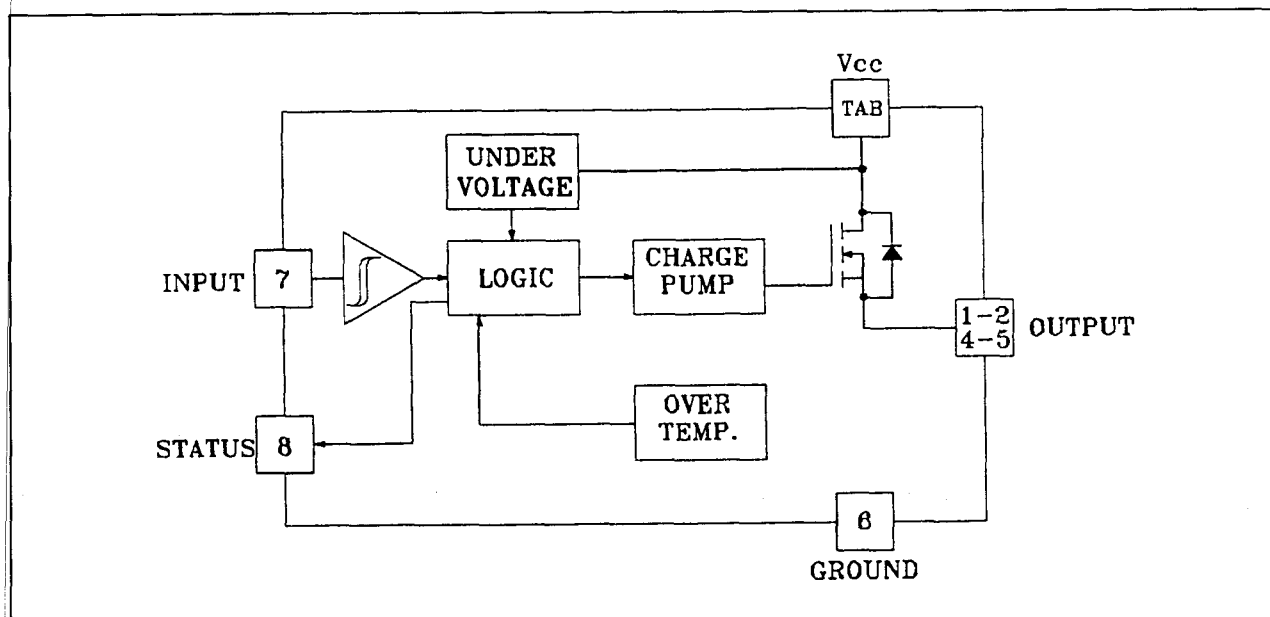 Vcc
TAB
UNDER
VOLTAGE
INPUT
7
LOGIC
CHARGE
PUMP
1-2
4-5
OUTPUT
OVER
TEMP.
STATUS
8
6
GROUND